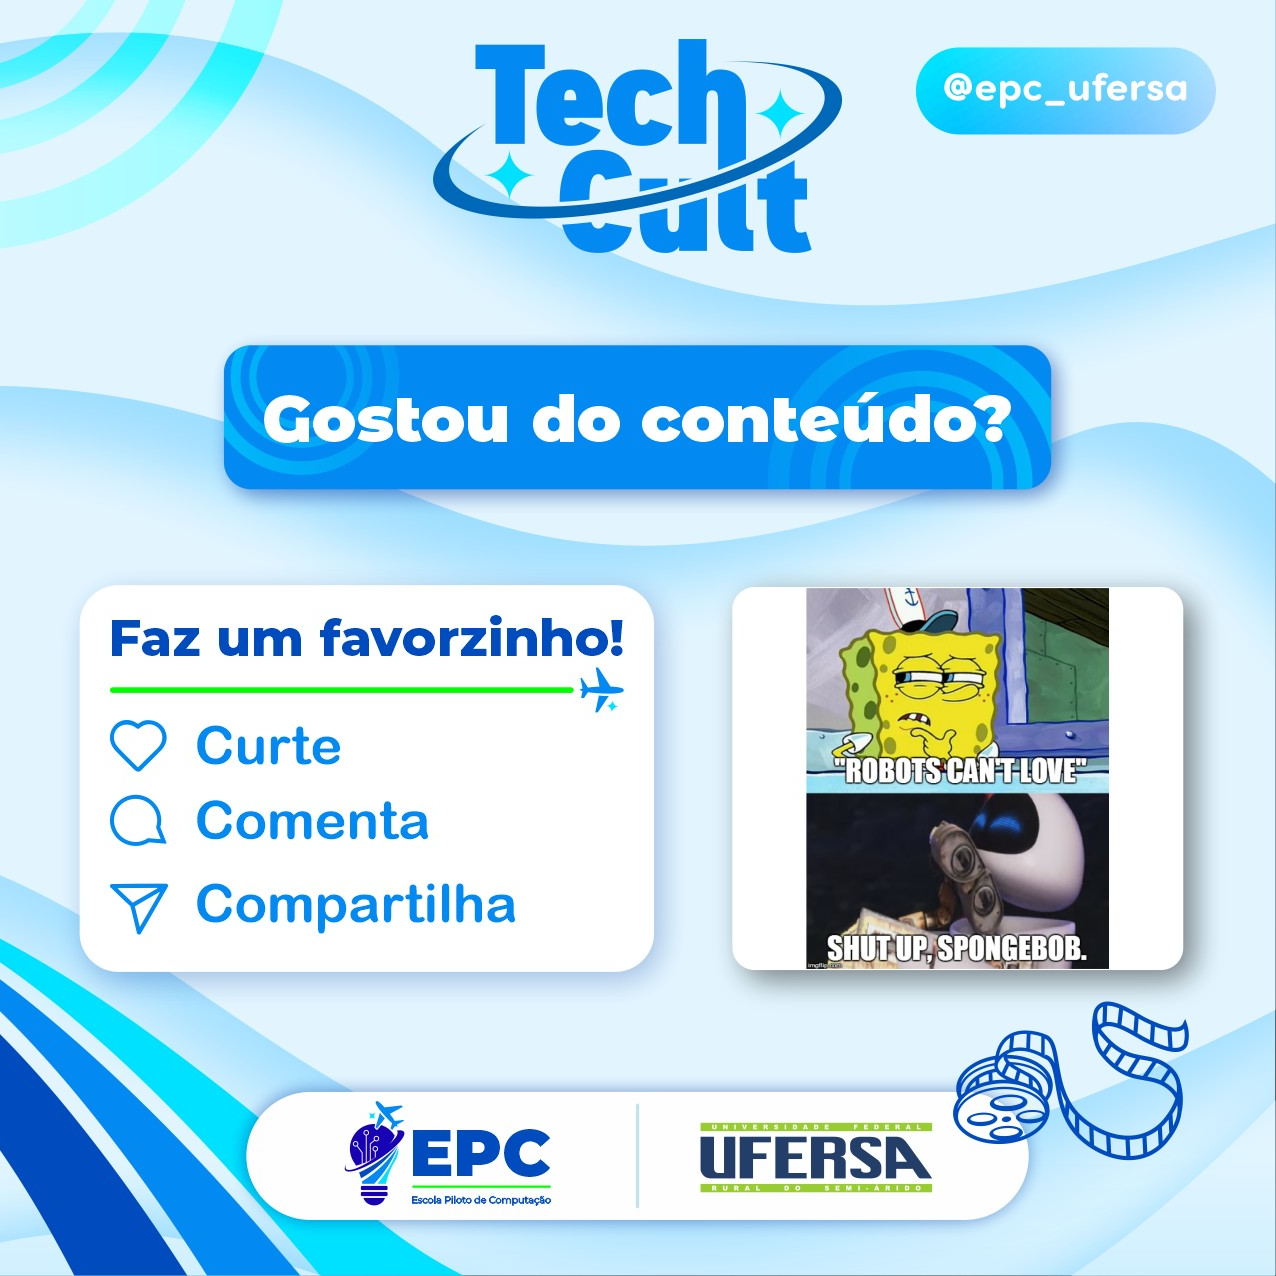 Tech
Cult
@epc_ufersa
Gostou do conteúdo?
Faz um favorzinho!
Curte
Comenta
Compartilha
"ROBOTS CAN'T LOVE"
SHUT UP, SPONGEBOB.
imgflip.com
EPC
Escola Piloto de Computação
UNIVERSIDADE FEDERAL
UFERSA
RURAL DO SEMI-ÁRIDO